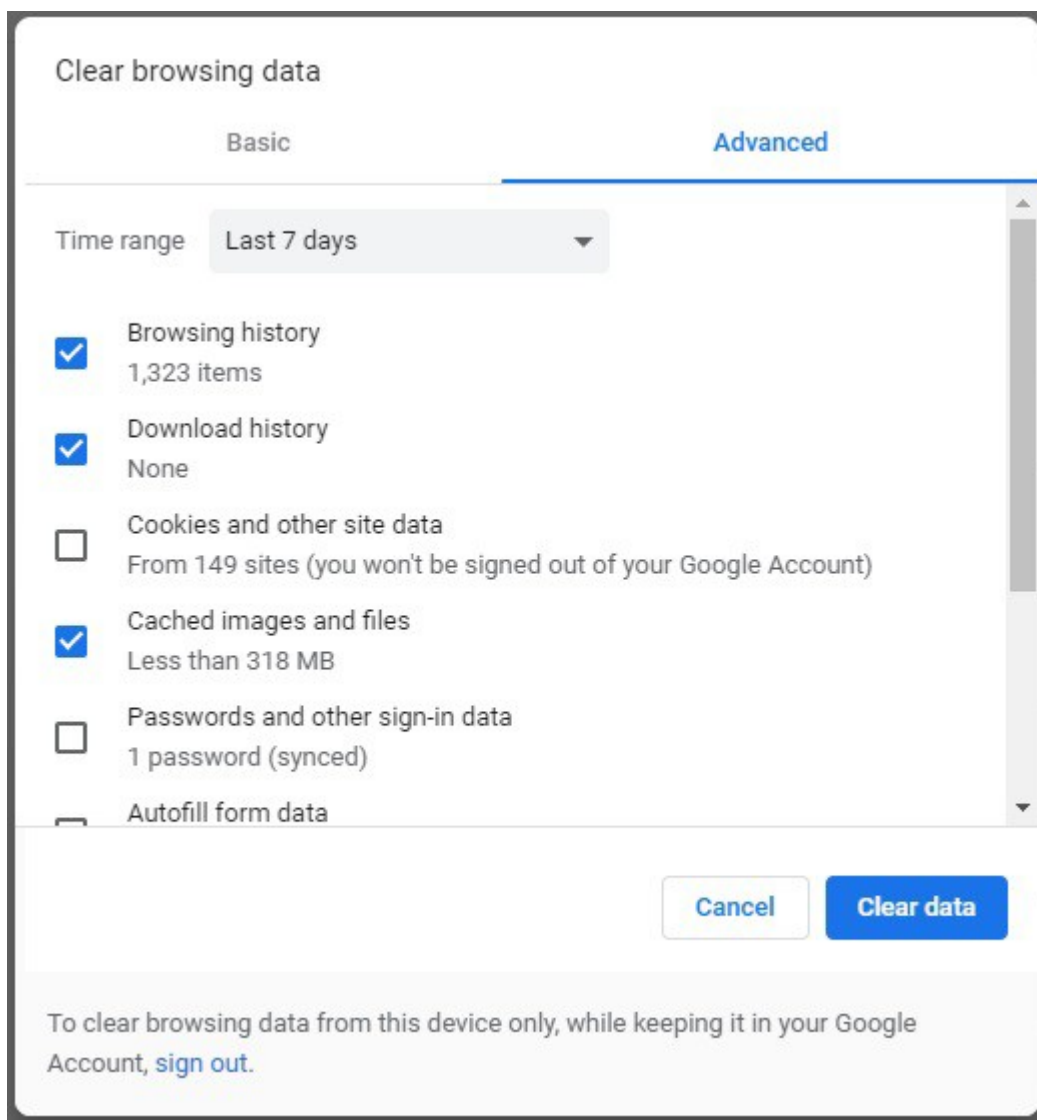 Clear browsing data
Basic
Advanced
Time range
Last 7 days
Browsing history
1,323 items
Download history
None
Cookies and other site data
From 149 sites (you won't be signed out of your Google Account)
Cached images and files
Less than 318 MB
Passwords and other sign-in data
1 password (synced)
Autofill form data
Cancel
Clear data
To clear browsing data from this device only, while keeping it in your Google
Account, sign out.